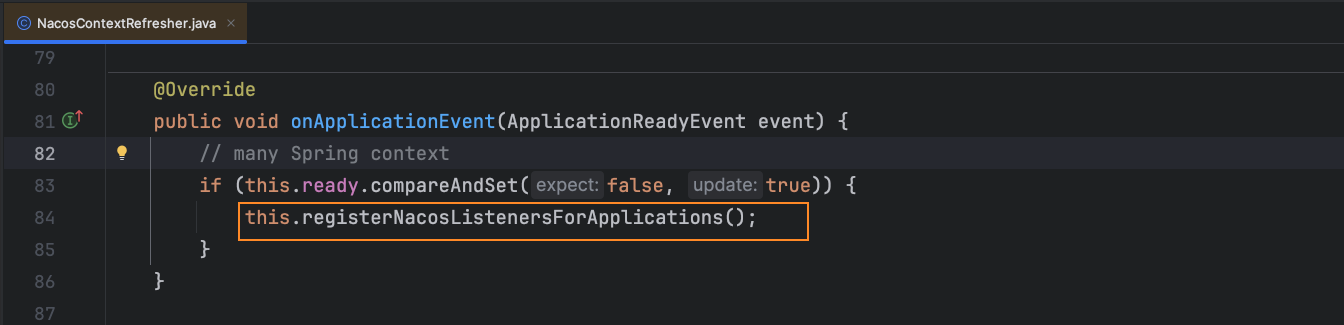 NacosContextRefresher.java
79
80 @Override
81 public void onApplicationEvent(ApplicationReadyEvent event) {
82 // many Spring context
83 if (this.ready.compareAndSet( expect: false, update: true)) {
84 this.registerNacosListenersForApplications();
85 }
86 }
87